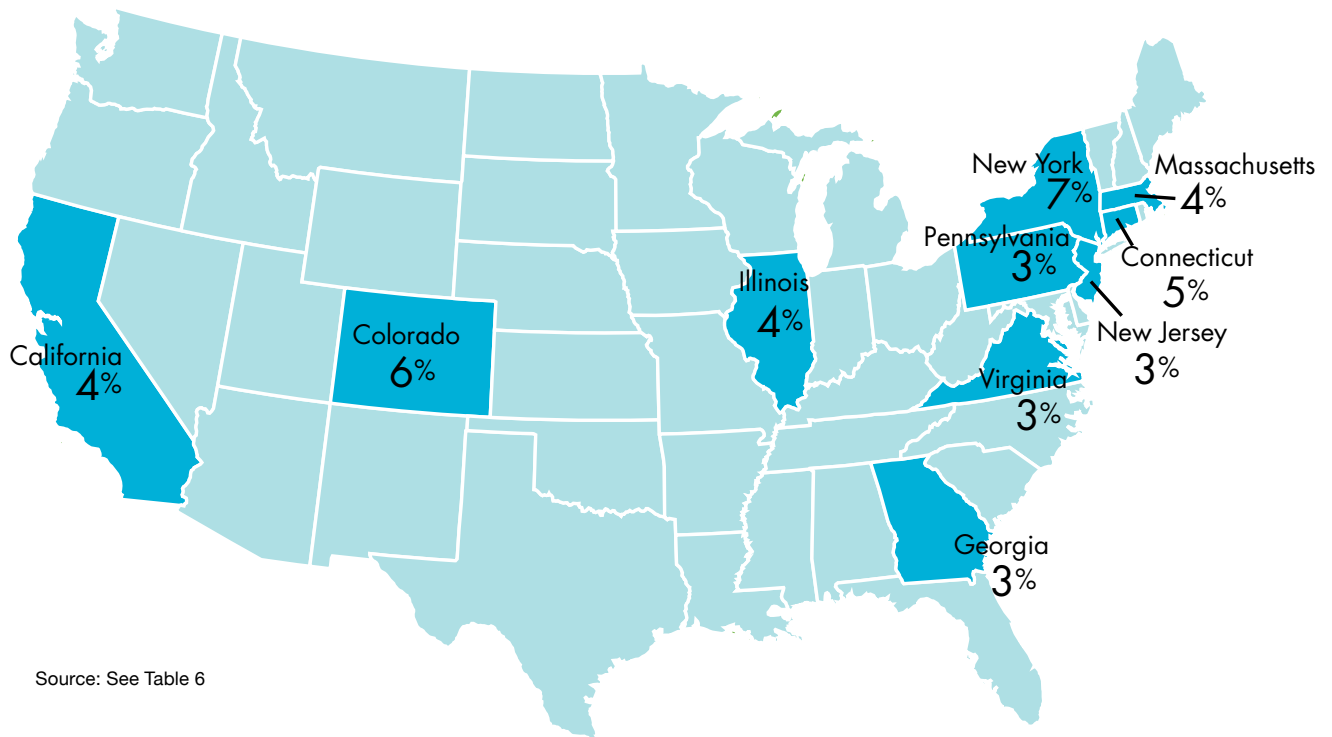 New York
7%
Massachusetts
4%
Pennsylvania
3%
Connecticut
5%
Illinois
4%
New Jersey
3%
Colorado
6%
California
4%
Virginia
3%
Georgia
3%
Source: See Table 6